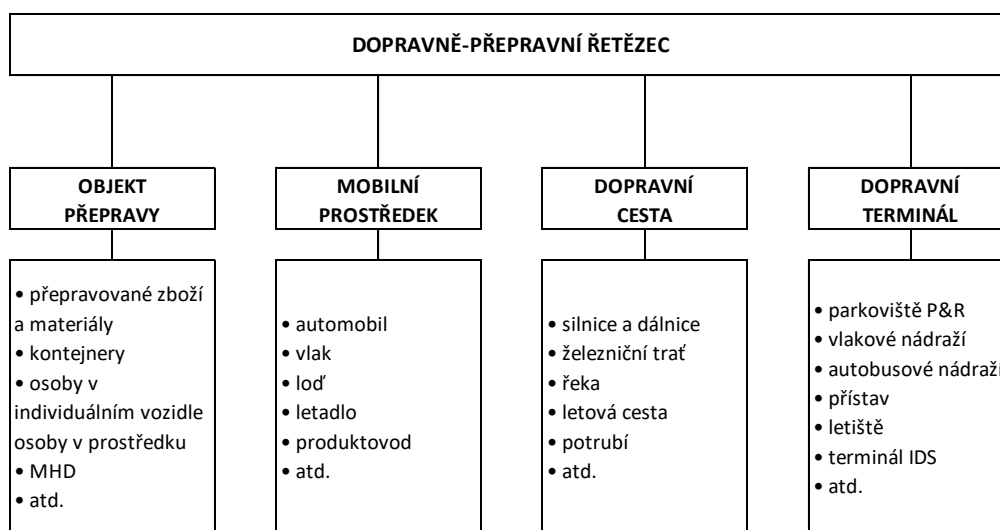 DOPRAVNĚ-PŘEPRAVNÍ ŘETĚZEC
OBJEKT
PŘEPRAVY
• přepravované zboží
a materiály
• kontejnery
• osoby v
individuálním vozidle
osoby v prostředku
• MHD
• atd.
MOBILNÍ
PROSTŘEDEK
• automobil
• vlak
• loď
• letadlo
• produktovod
• atd.
DOPRAVNÍ
CESTA
• silnice a dálnice
• železniční trať
• řeka
• letová cesta
• potrubí
• atd.
DOPRAVNÍ
TERMINÁL
• parkoviště P&R
• vlakové nádraží
• autobusové nádraží
• přístav
• letiště
• terminál IDS
• atd.